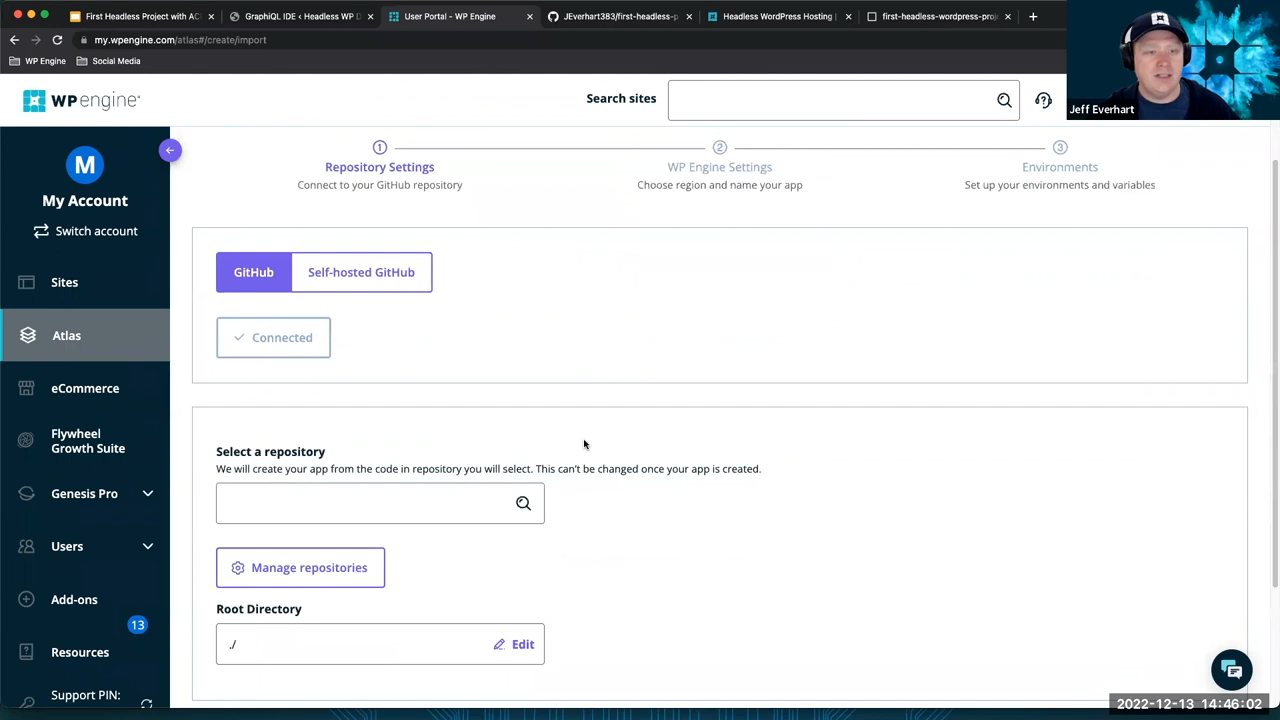 First Headless Project with AC
GraphiQL IDE ‹ Headless WP D
User Portal - WP Engine
JEverhart383/first-headless-p
Headless WordPress Hosting |
first-headless-wordpress-proj
my.wpengine.com/atlas#/create/import
WP Engine
Social Media
Jeff Everhart
WP engine
Search sites
M
My Account
Switch account
Sites
Atlas
eCommerce
Flywheel
Growth Suite
Genesis Pro
Users
Add-ons
13
Resources
Support PIN:
1
2
3
Repository Settings
WP Engine Settings
Environments
Connect to your GitHub repository
Choose region and name your app
Set up your environments and variables
GitHub
Self-hosted GitHub
Connected
Select a repository
We will create your app from the code in repository you will select. This can't be changed once your app is created.
Manage repositories
Root Directory
./
Edit
2022-12-13 14:46:02